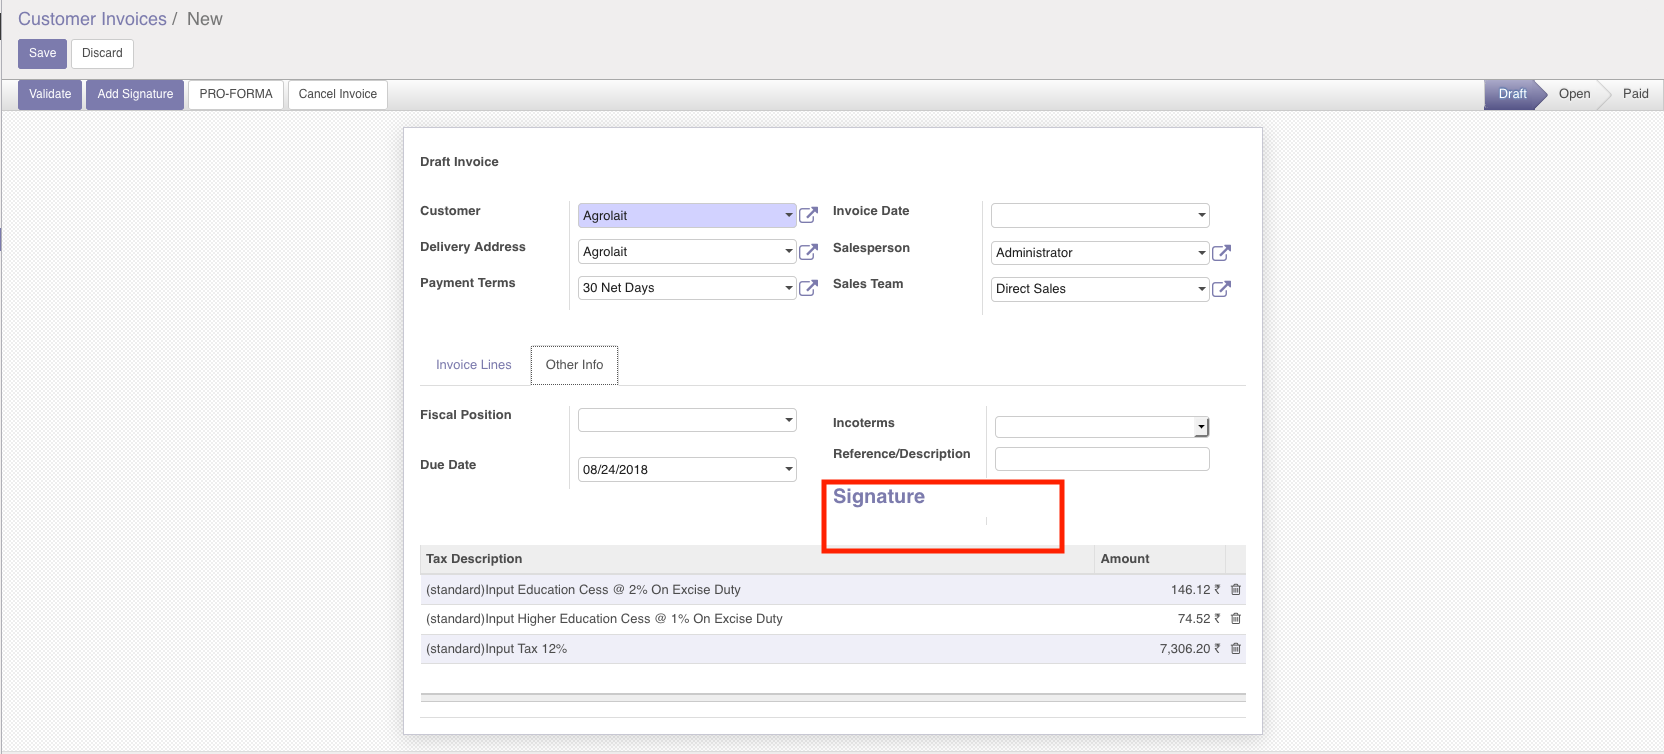 Customer Invoices / New
Save Discard
Validate Add Signature PRO-FORMA Cancel Invoice Draft Open Paid
Draft Invoice
Customer Agrolait Invoice Date
Delivery Address Agrolait Salesperson Administrator
Payment Terms 30 Net Days Sales Team Direct Sales
Invoice Lines Other Info
Fiscal Position Incoterms
Reference/Description
Due Date 08/24/2018
Signature
Tax Description Amount
(standard)Input Education Cess @ 2% On Excise Duty 146.12 ₹
(standard)Input Higher Education Cess @ 1% On Excise Duty 74.52 ₹
(standard)Input Tax 12% 7,306.20 ₹